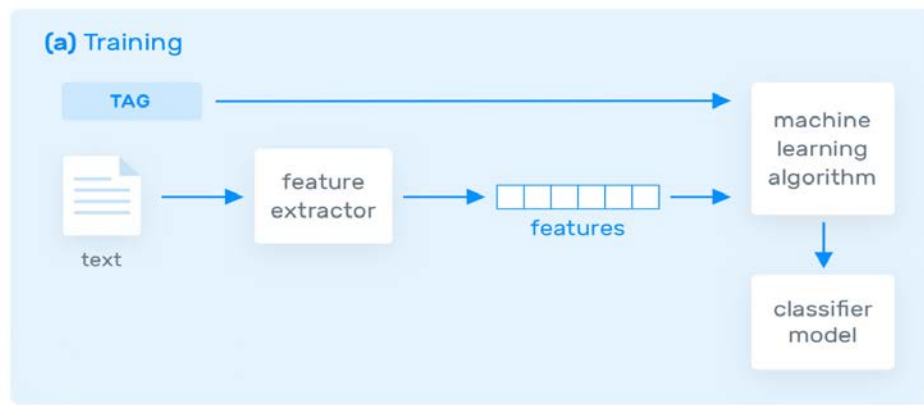 (a) Training
TAG
machine
learning
algorithm
feature
extractor
features
text
classifier
model